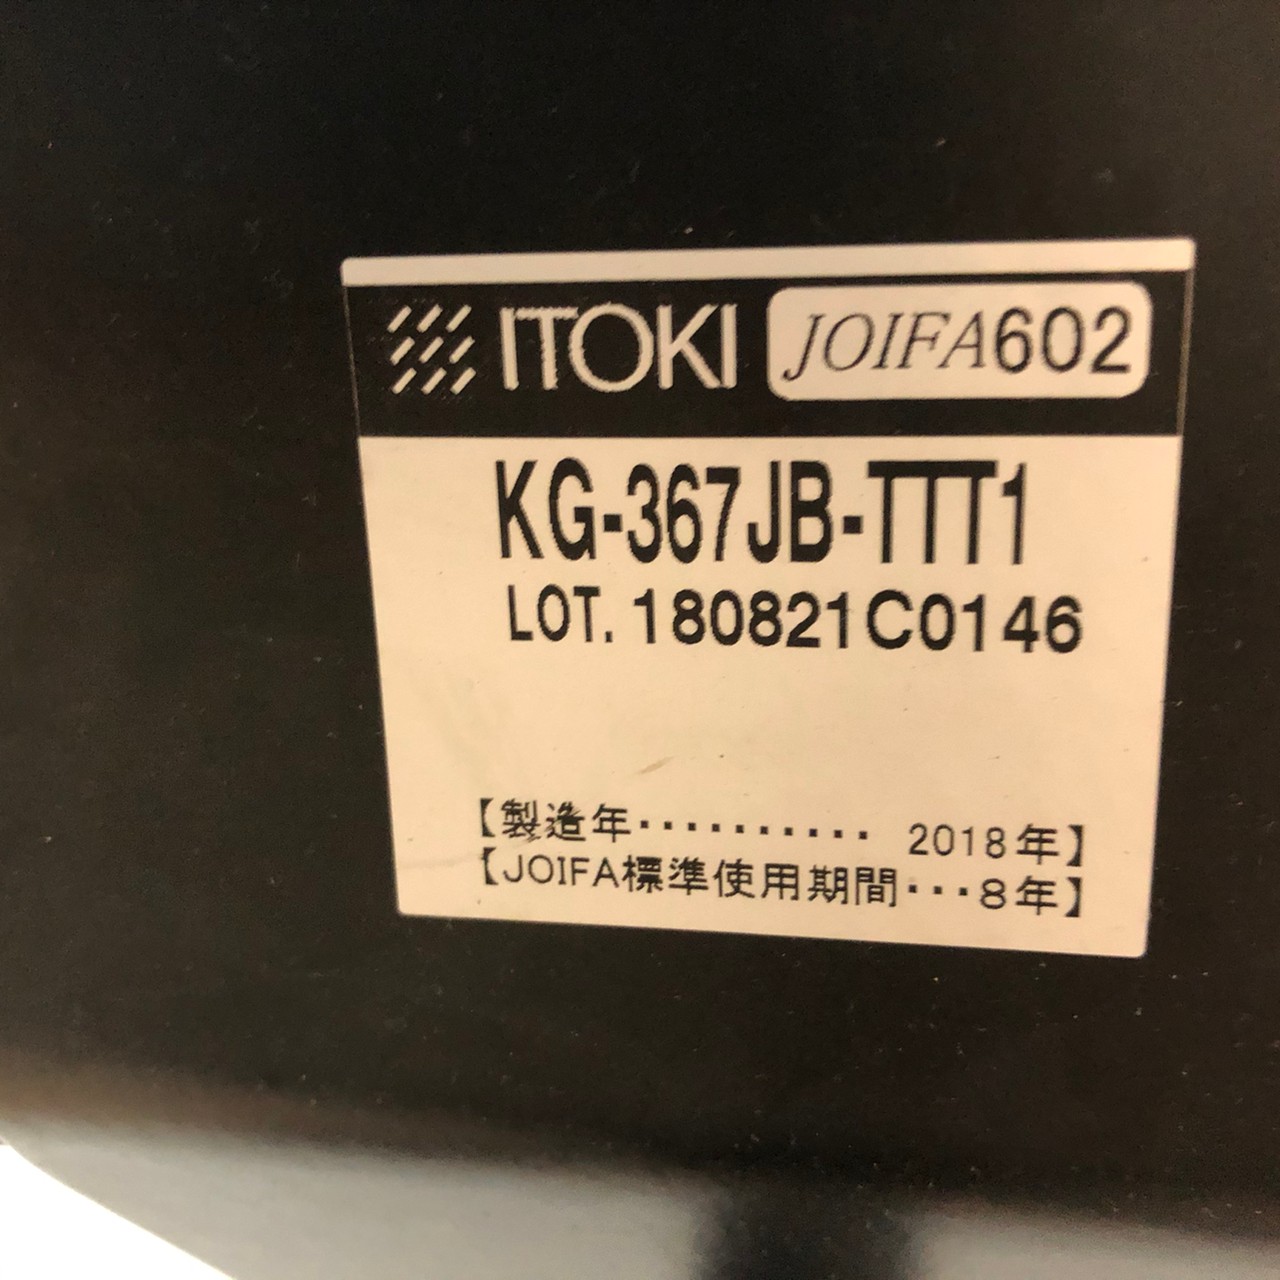 ITOKI JOIFA602
KG-367JB-TTT1
LOT. 180821C0146
【製造年・・・・・・・・・・ 2018年】
【JOIFA標準使用期間・・・8年】